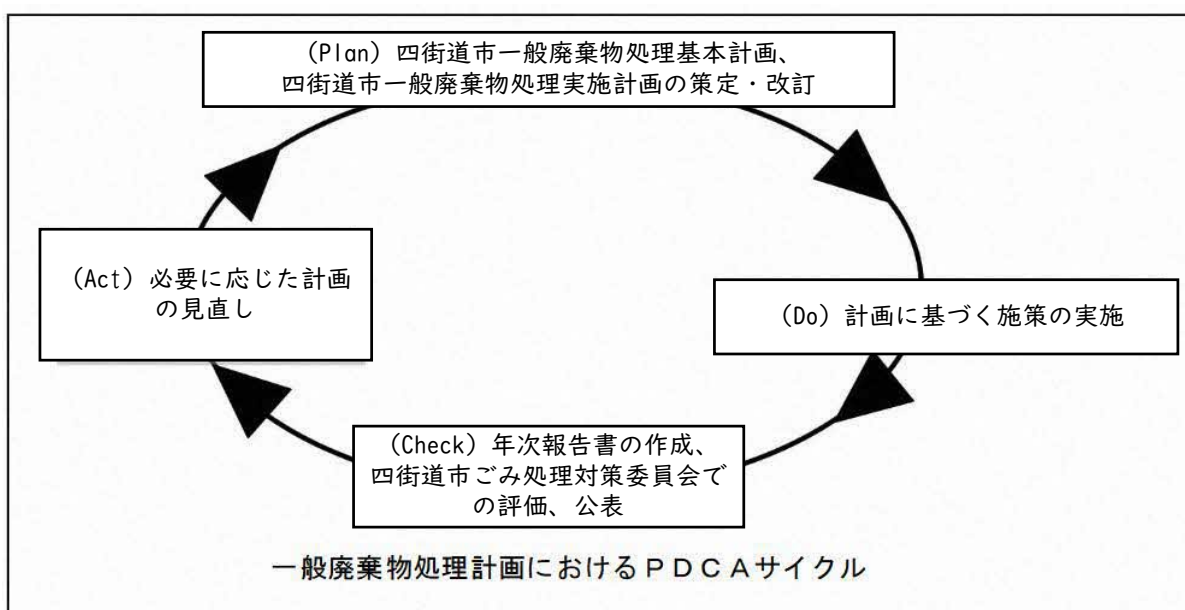 （Plan）四街道市一般廃棄物処理基本計画、
四街道市一般廃棄物処理実施計画の策定・改訂
（Act）必要に応じた計画
の見直し
（Do）計画に基づく施策の実施
（Check）年次報告書の作成、
四街道市ごみ処理対策委員会で
の評価、公表
一般廃棄物処理計画におけるＰＤＣＡサイクル